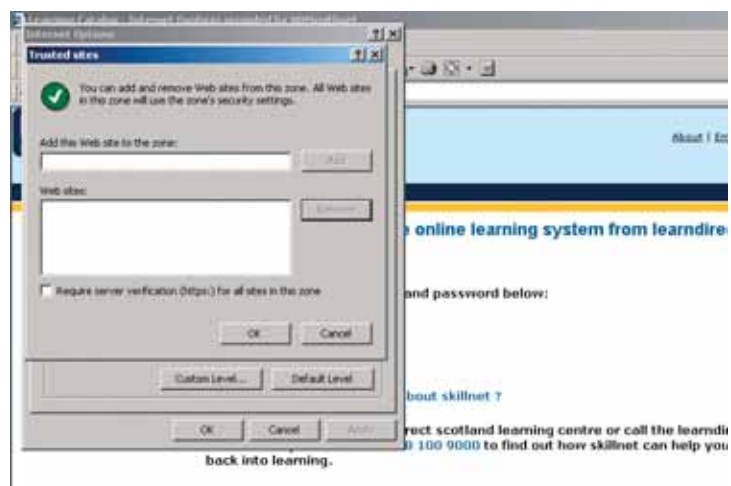 Internet Options
Trusted sites
You can add and remove Web sites from this zone. All Web sites
in this zone will use the zone's security settings.
Add this Web site to the zone:
Add
Web sites:
Remove
Require server verification (https:) for all sites in this zone
OK Cancel
Custom Level... Default Level
OK Cancel Apply
About |
online learning system from learndire
and password below:
bout skillnet ?
rect scotland learning centre or call the learndi
100 9000 to find out how skillnet can help you
back into learning.